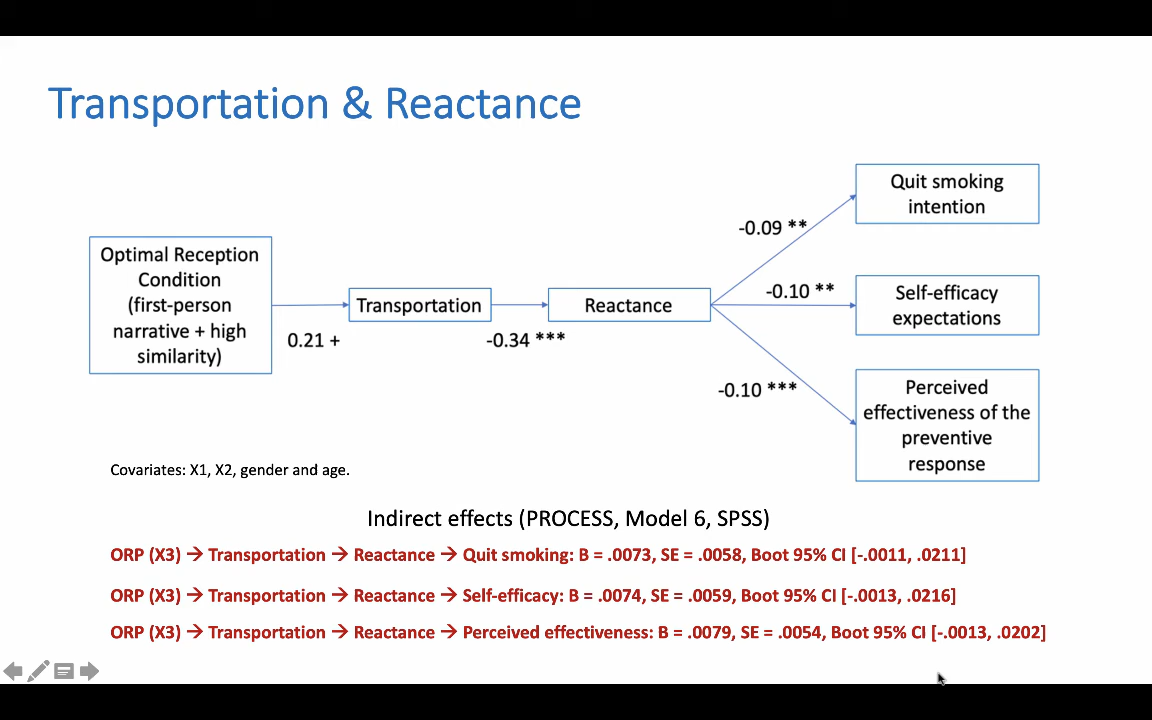 Transportation & Reactance
Optimal Reception
Condition
(first-person
narrative + high
similarity)
0.21 +
Transportation
-0.34 ***
Reactance
-0.09 **
-0.10 **
-0.10 ***
Quit smoking
intention
Self-efficacy
expectations
Perceived
effectiveness of the
preventive
response
Covariates: X1, X2, gender and age.
Indirect effects (PROCESS, Model 6, SPSS)
ORP (X3) → Transportation → Reactance → Quit smoking: B = .0073, SE = .0058, Boot 95% CI [-.0011, .0211]
ORP (X3) → Transportation → Reactance → Self-efficacy: B = .0074, SE = .0059, Boot 95% CI [-.0013, .0216]
ORP (X3) → Transportation → Reactance → Perceived effectiveness: B = .0079, SE = .0054, Boot 95% CI [-.0013, .0202]